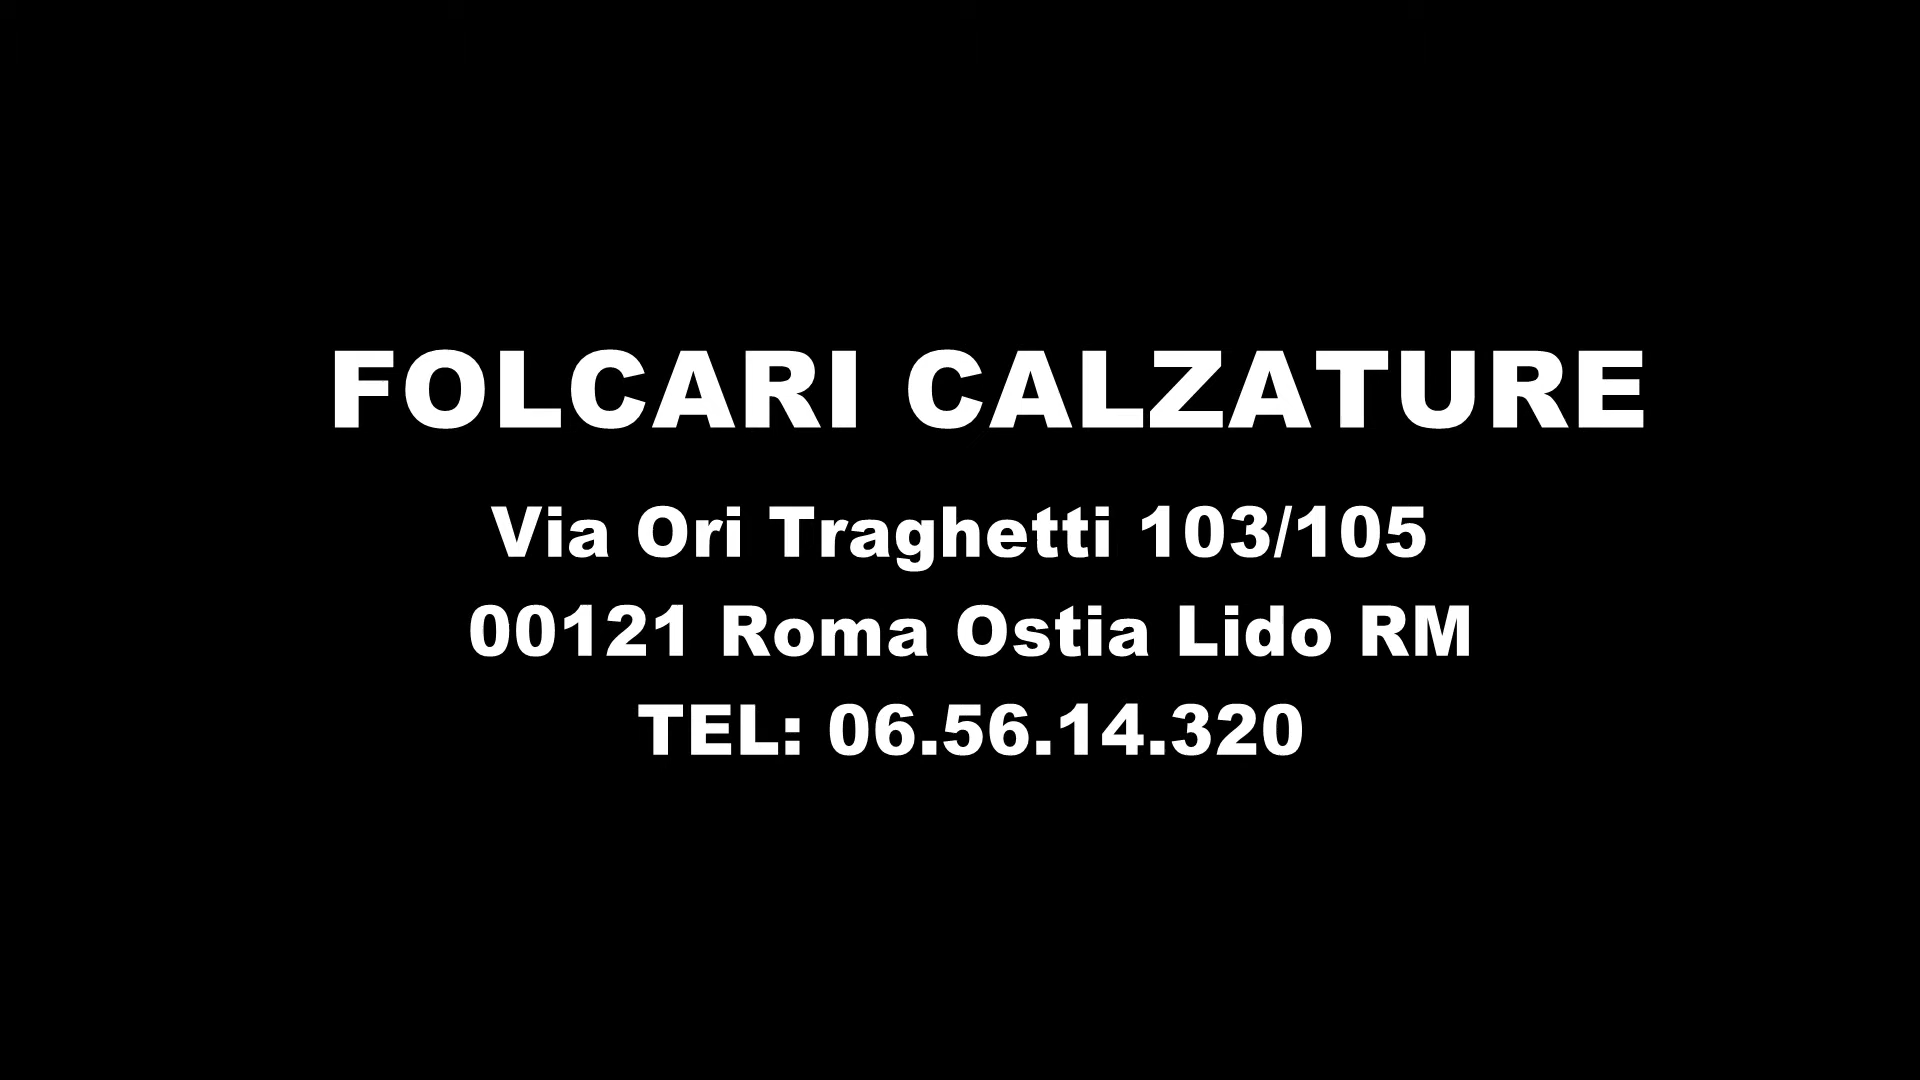 FOLCARI CALZATURE
Via Ori Traghetti 103/105
00121 Roma Ostia Lido RM
TEL: 06.56.14.320